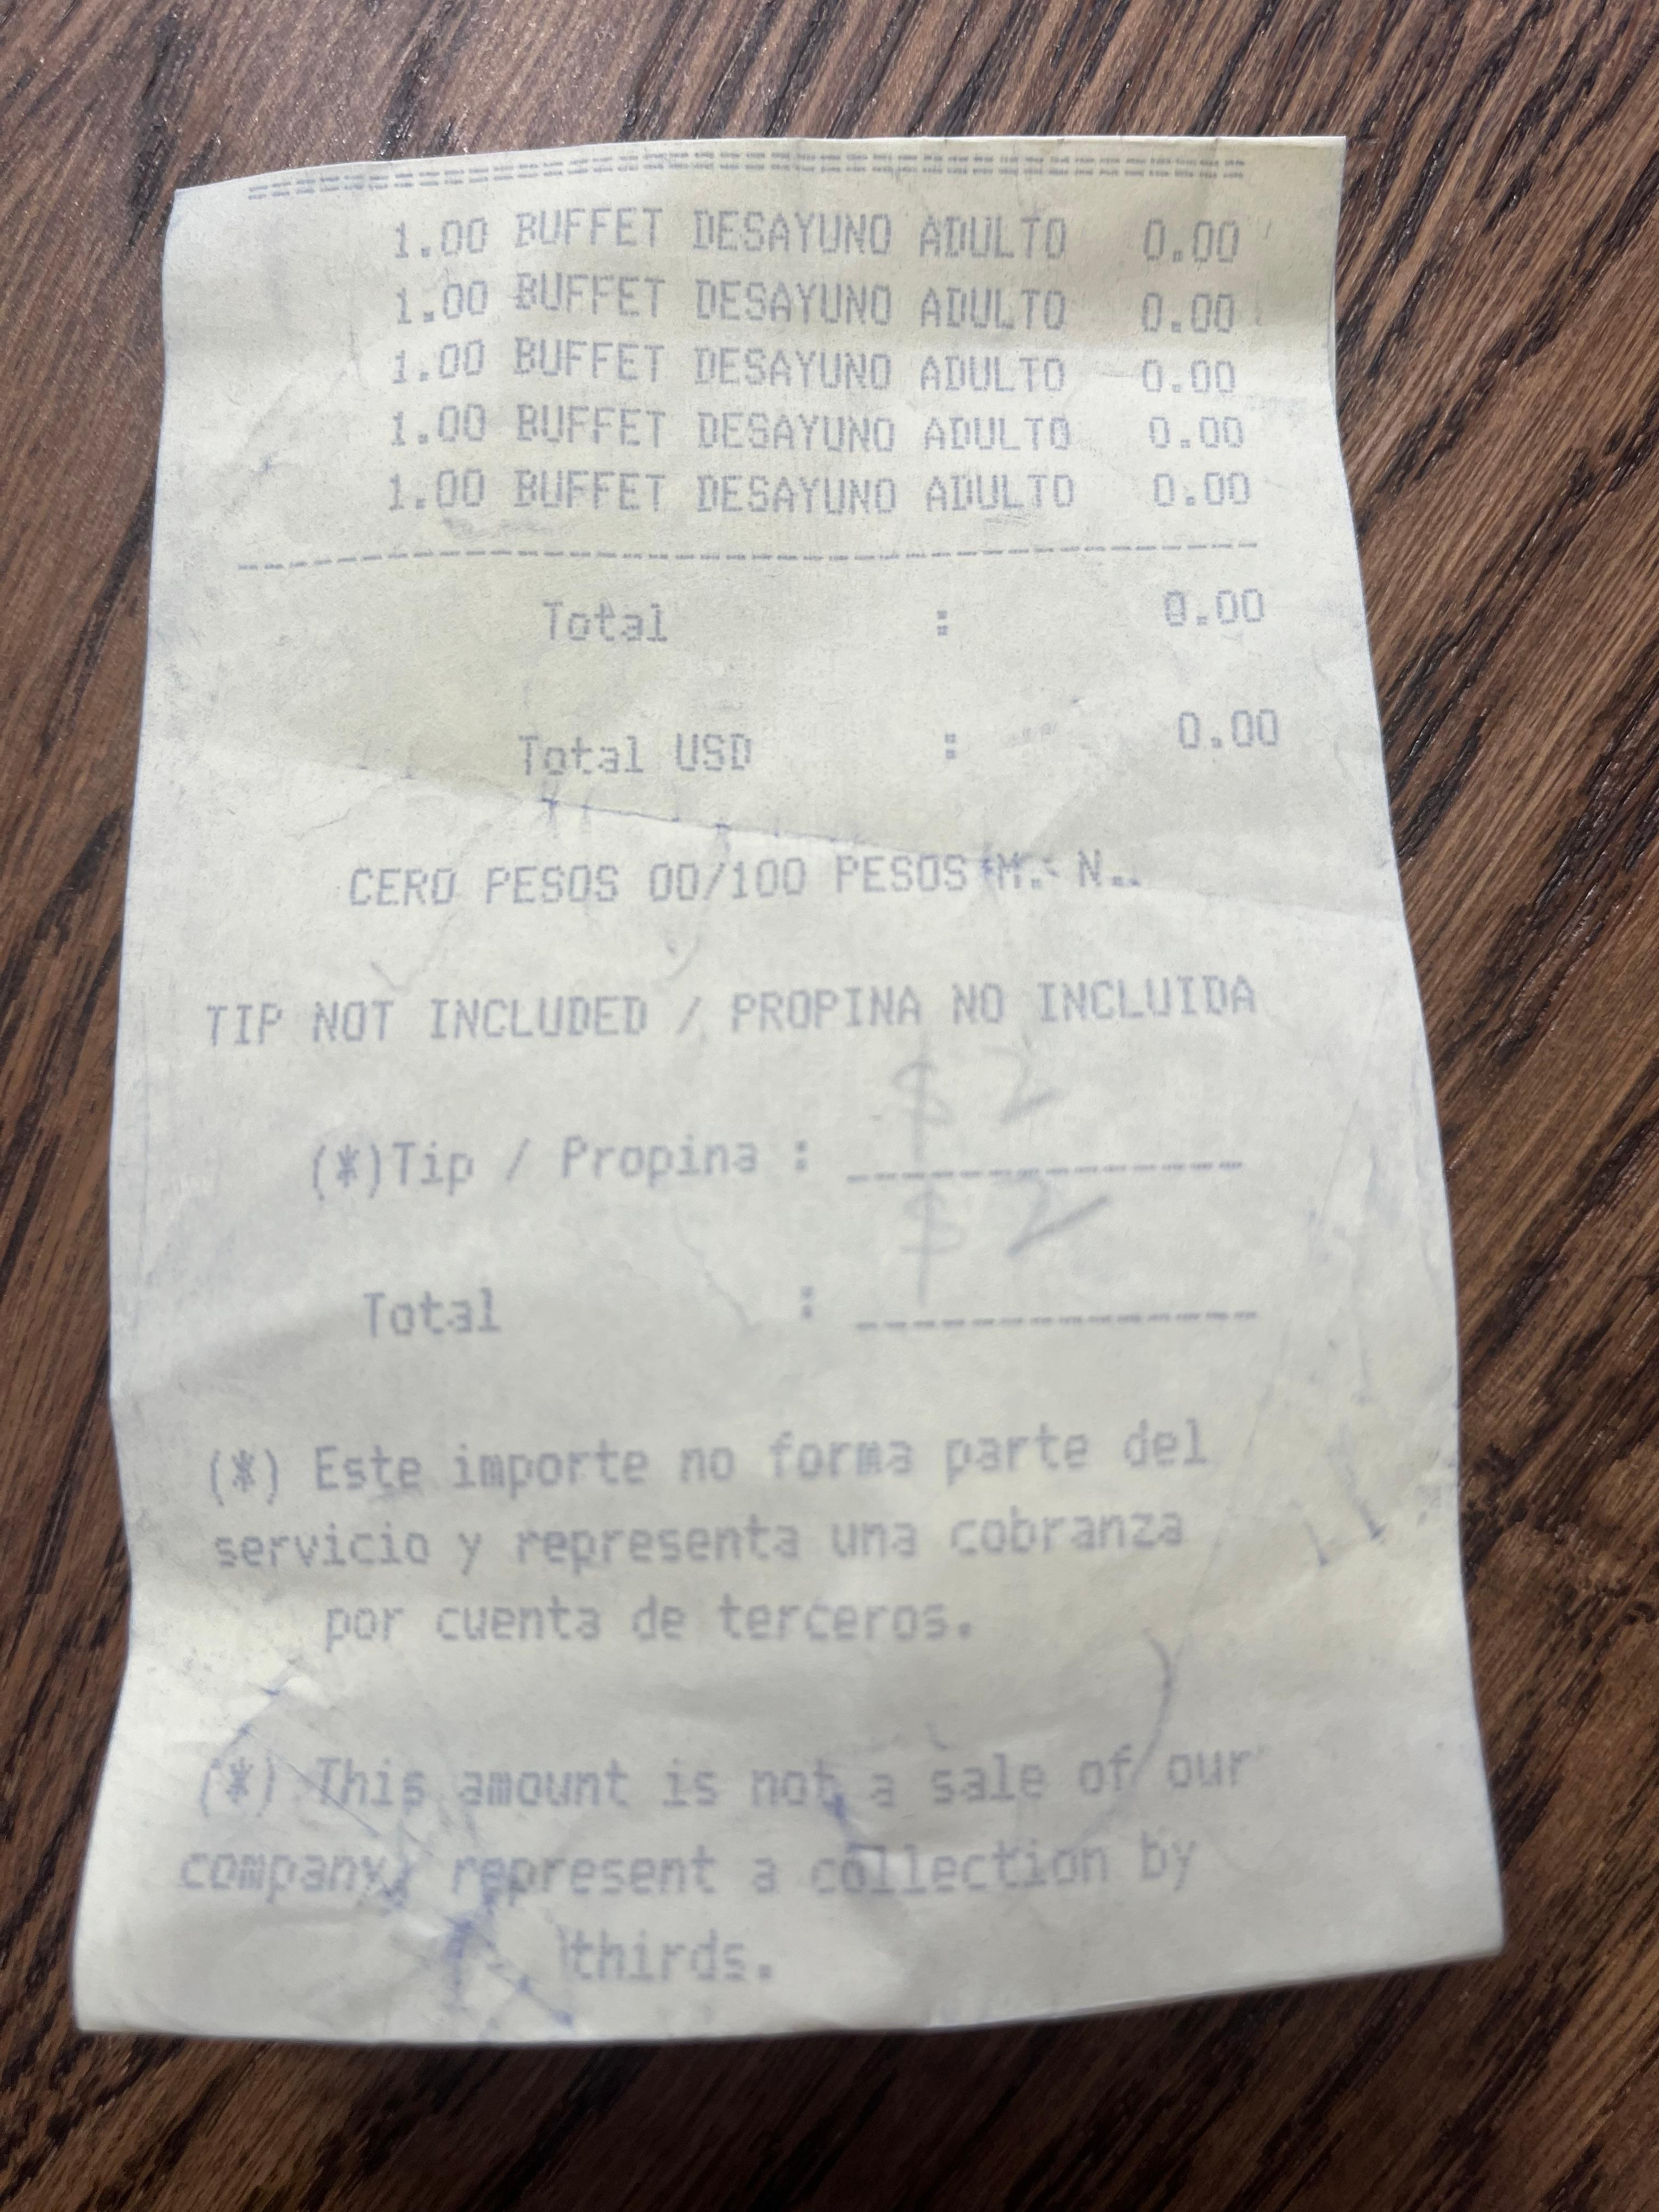 1.00 BUFFET DESAYUNO ADULTO 0.00
1.00 BUFFET DESAYUNO ADULTO 0.00
1.00 BUFFET DESAYUNO ADULTO 0.00
1.00 BUFFET DESAYUNO ADULTO 0.00
1.00 BUFFET DESAYUNO ADULTO 0.00
Total : 0.00
Total USD : 0.00
CERO PESOS 00/100 PESOS M. N..
TIP NOT INCLUDED / PROPINA NO INCLUIDA
$ 2
(*)Tip / Propina :
$ 2
Total :
(*) Este importe no forma parte del
servicio y representa una cobranza
por cuenta de terceros.
(*) This amount is not a sale of our
company, represent a collection by
thirds.